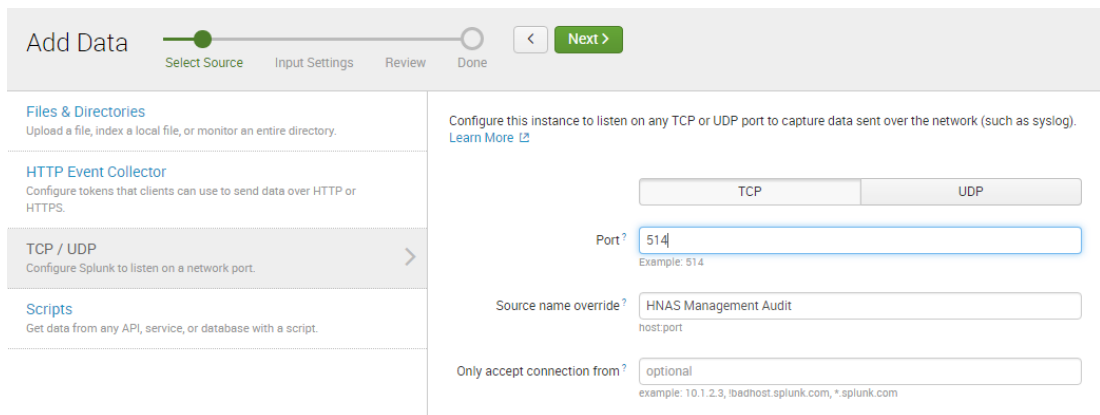 Add Data
Select Source
Input Settings
Review
Done
<
Next >
Files & Directories
Upload a file, index a local file, or monitor an entire directory.
HTTP Event Collector
Configure tokens that clients can use to send data over HTTP or
HTTPS.
TCP / UDP
Configure Splunk to listen on a network port.
Scripts
Get data from any API, service, or database with a script.
Configure this instance to listen on any TCP or UDP port to capture data sent over the network (such as syslog).
Learn More
TCP
UDP
Port ?
514
Example: 514
Source name override ?
HNAS Management Audit
host:port
Only accept connection from ?
optional
example: 10.1.2.3, !badhost.splunk.com, *.splunk.com